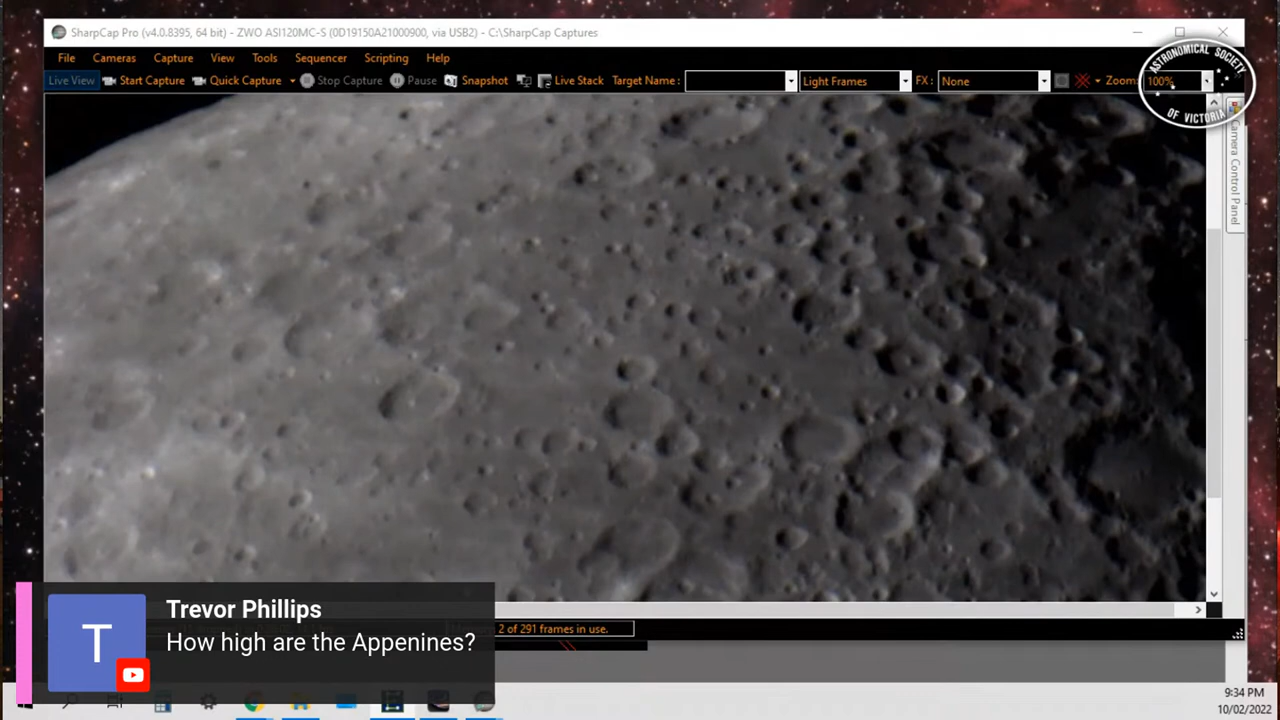 SharpCap Pro (v4.0.8395, 64 bit) - ZWO ASI120MC-S (0D19150A21000900, via USB2) - C:\SharpCap Captures
File Cameras Capture View Tools Sequencer Scripting Help
Live View Start Capture Quick Capture Stop Capture Pause Snapshot Live Stack Target Name : Light Frames FX : None Zoom: 100%
ASTRONOMICAL SOCIETY
OF VICTORIA
Camera Control Panel
Trevor Phillips
T
How high are the Appenines?
2 of 291 frames in use.
9:34 PM
10/02/2022